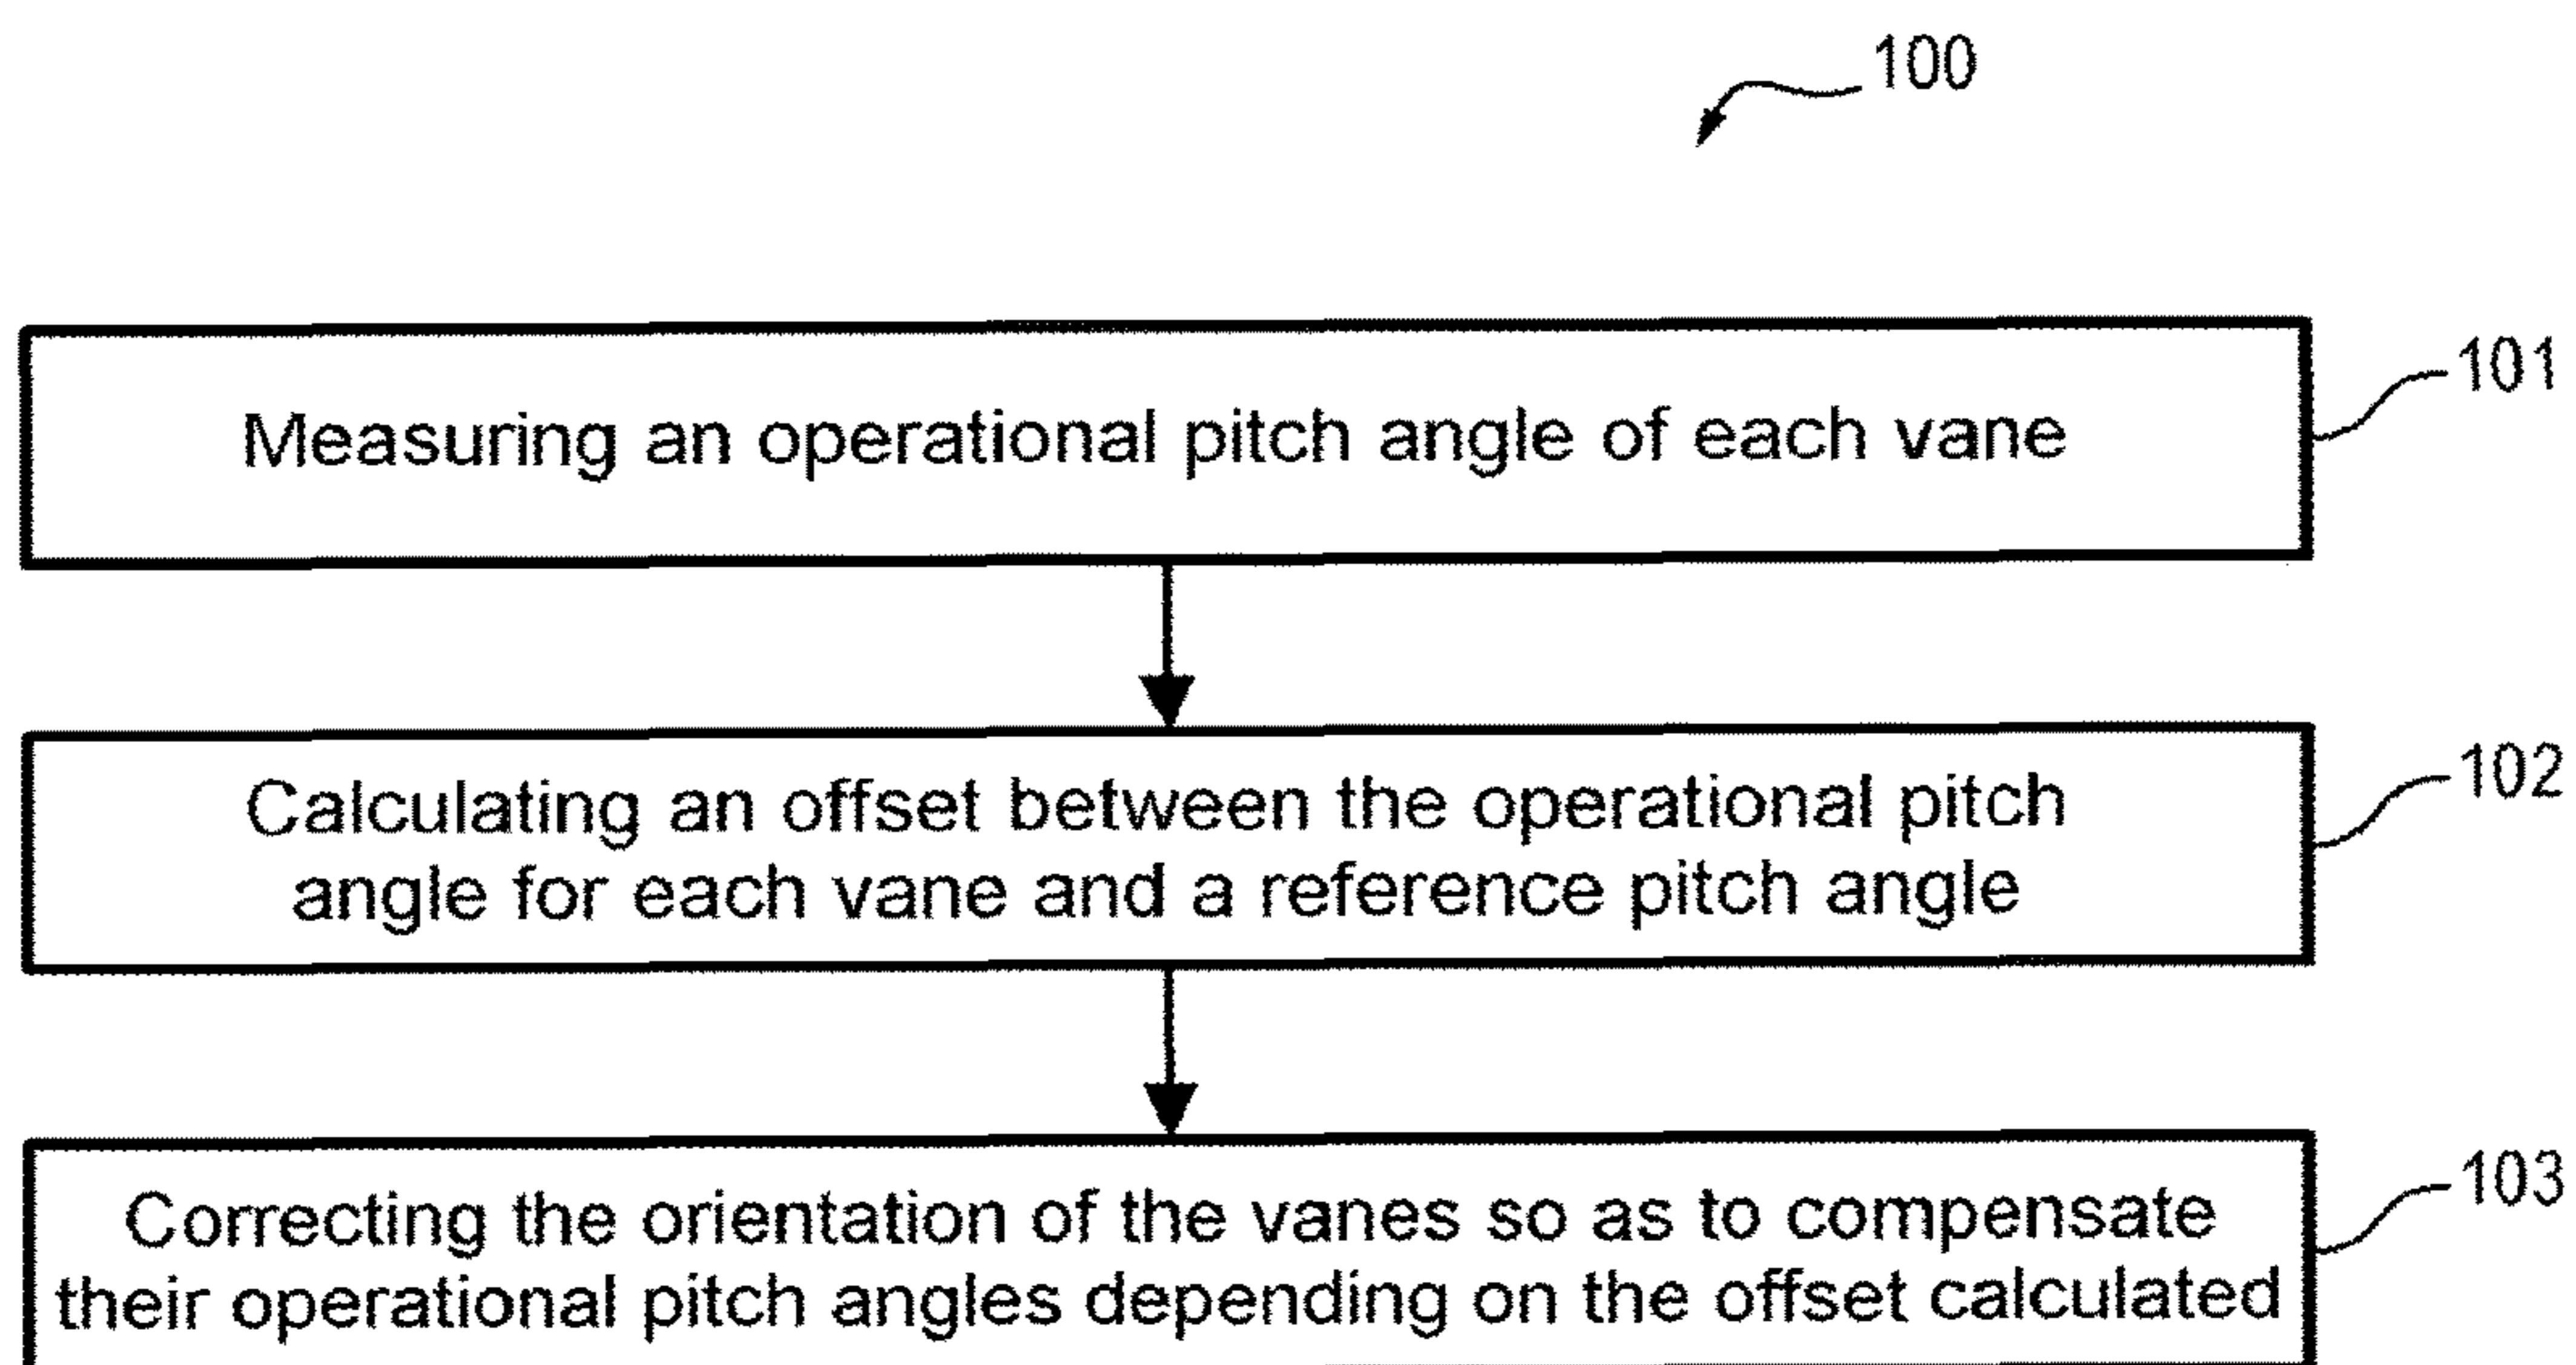 100
Measuring an operational pitch angle of each vane
101
Calculating an offset between the operational pitch
angle for each vane and a reference pitch angle
102
Correcting the orientation of the vanes so as to compensate
their operational pitch angles depending on the offset calculated
103